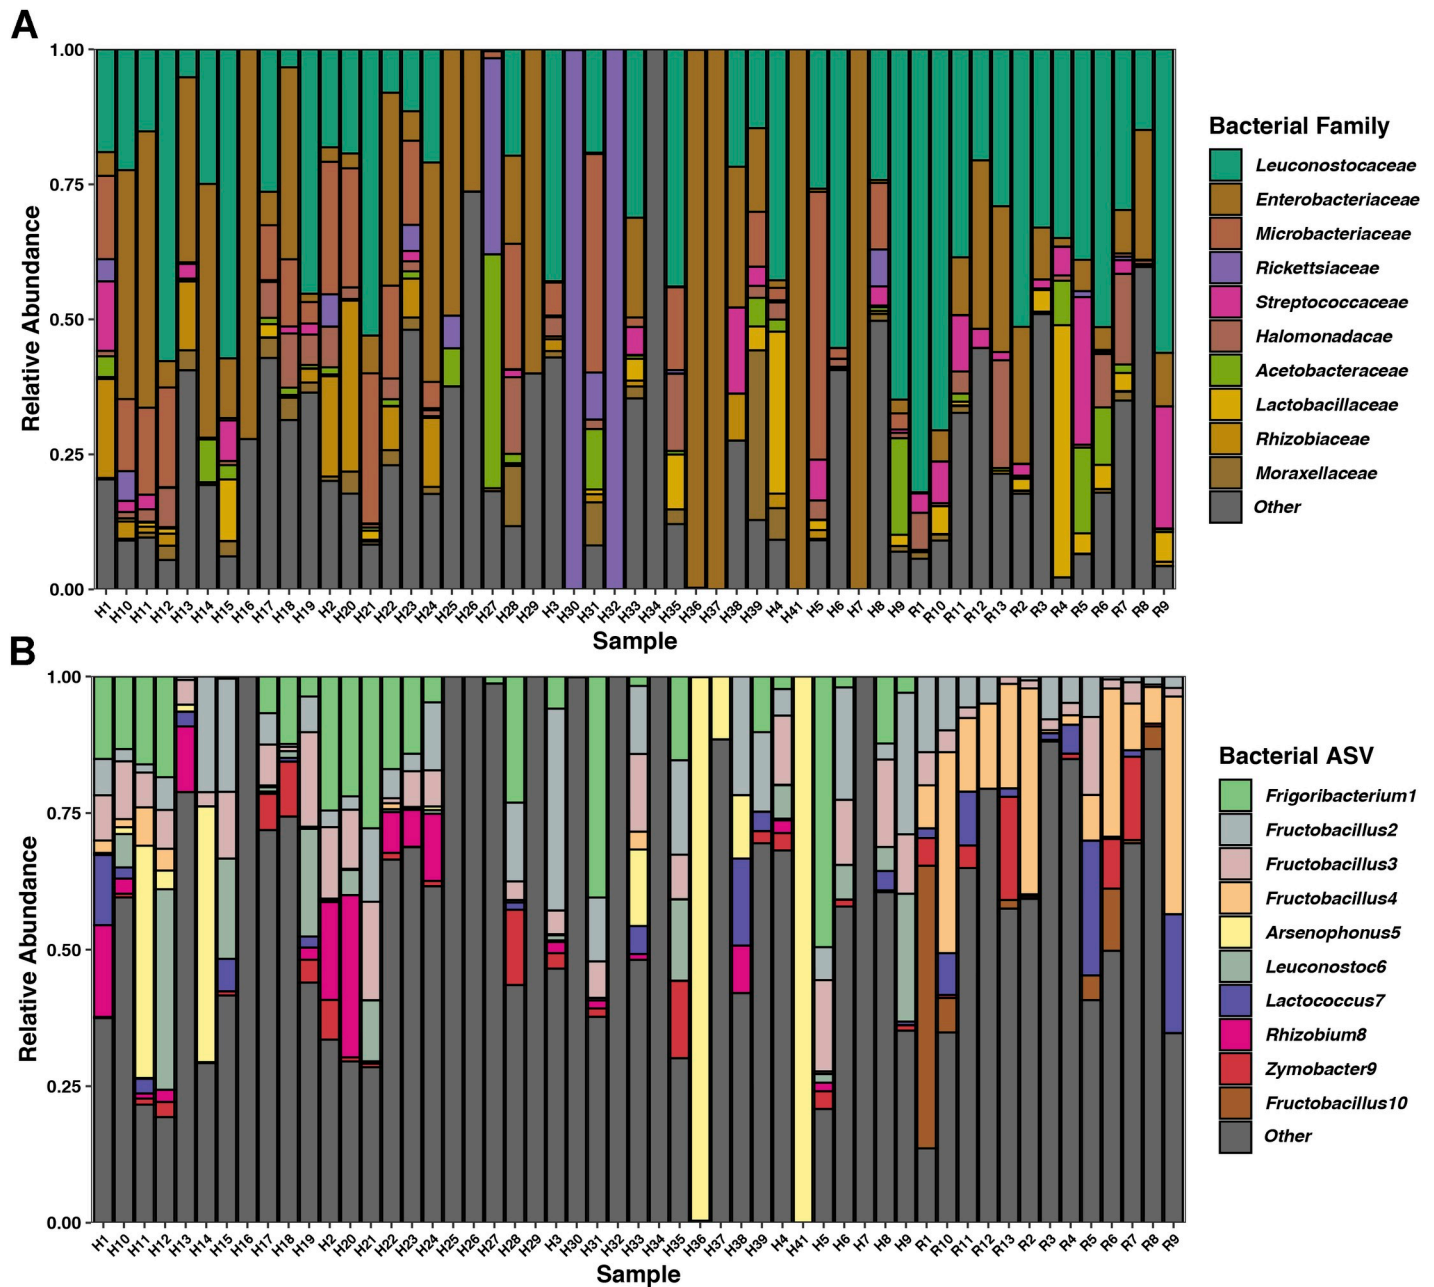 A
1.00
0.75
0.50
0.25
0.00
Relative Abundance
H1 H10 H11 H12 H13 H14 H15 H16 H17 H18 H19 H2 H20 H21 H22 H23 H24 H25 H26 H27 H28 H29 H3 H30 H31 H32 H33 H34 H35 H36 H37 H38 H39 H4 H41 H5 H6 H7 H8 H9 R1 R10 R11 R12 R13 R2 R3 R4 R5 R6 R7 R8 R9
Sample
Bacterial Family
Leuconostocaceae
Enterobacteriaceae
Microbacteriaceae
Rickettsiaceae
Streptococcaceae
Halomonadacae
Acetobacteraceae
Lactobacillaceae
Rhizobiaceae
Moraxellaceae
Other
B
1.00
0.75
0.50
0.25
0.00
Relative Abundance
H1 H10 H11 H12 H13 H14 H15 H16 H17 H18 H19 H2 H20 H21 H22 H23 H24 H25 H26 H27 H28 H29 H3 H30 H31 H32 H33 H34 H35 H36 H37 H38 H39 H4 H41 H5 H6 H7 H8 H9 R1 R10 R11 R12 R13 R2 R3 R4 R5 R6 R7 R8 R9
Sample
Bacterial ASV
Frigoribacterium1
Fructobacillus2
Fructobacillus3
Fructobacillus4
Arsenophonus5
Leuconostoc6
Lactococcus7
Rhizobium8
Zymobacter9
Fructobacillus10
Other